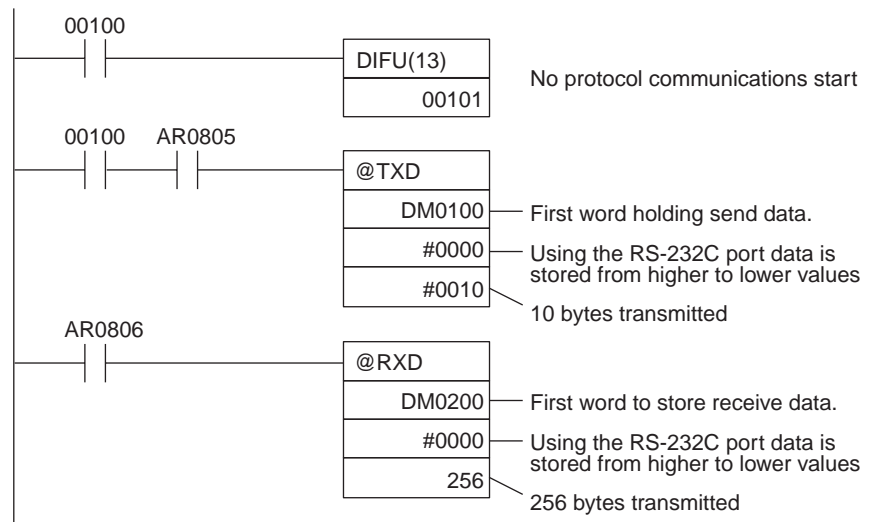 00100
DIFU(13)
00101
No protocol communications start
00100 AR0805
@TXD
DM0100
First word holding send data.
#0000
Using the RS-232C port data is
stored from higher to lower values
#0010
10 bytes transmitted
AR0806
@RXD
DM0200
First word to store receive data.
#0000
Using the RS-232C port data is
stored from higher to lower values
256
256 bytes transmitted